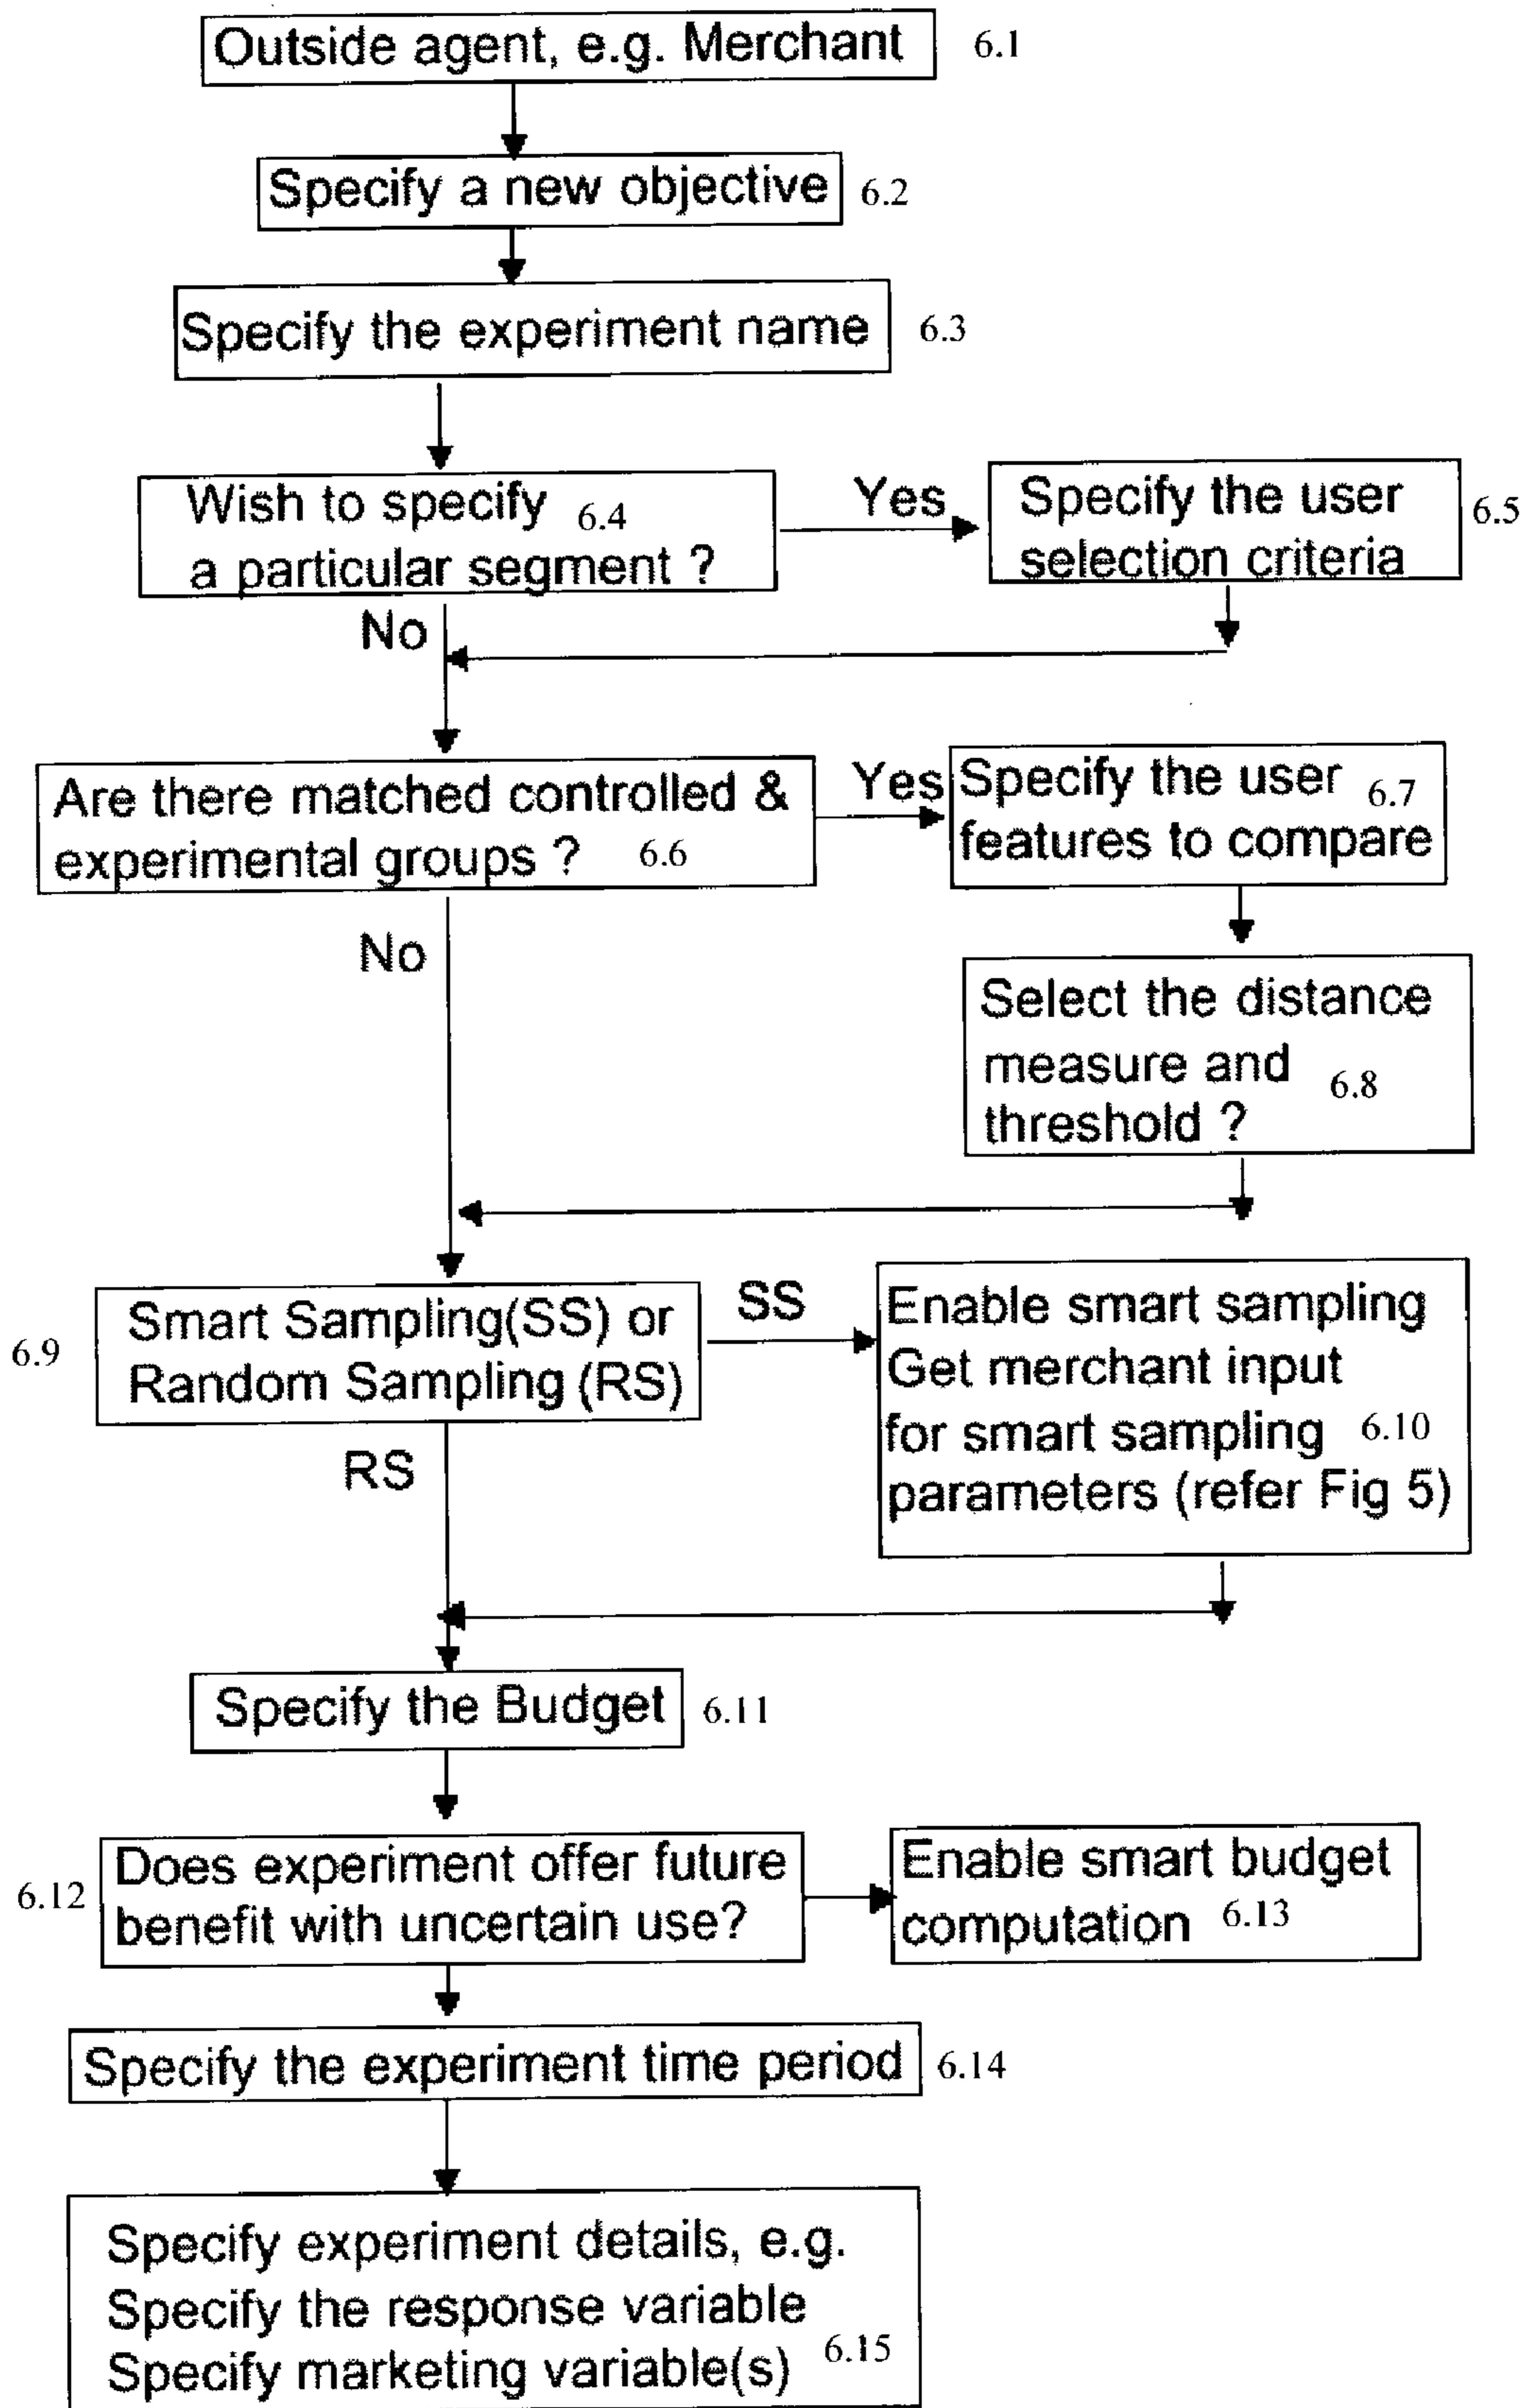 Outside agent, e.g. Merchant 6.1
Specify a new objective 6.2
Specify the experiment name 6.3
Wish to specify 6.4
a particular segment ?
Yes
Specify the user
selection criteria
6.5
No
Are there matched controlled &
experimental groups ? 6.6
Yes
Specify the user 6.7
features to compare
No
Select the distance
measure and 6.8
threshold ?
6.9
Smart Sampling(SS) or
Random Sampling (RS)
SS
Enable smart sampling
Get merchant input
for smart sampling 6.10
parameters (refer Fig 5)
RS
Specify the Budget 6.11
6.12
Does experiment offer future
benefit with uncertain use?
Enable smart budget
computation 6.13
Specify the experiment time period 6.14
Specify experiment details, e.g.
Specify the response variable
Specify marketing variable(s) 6.15